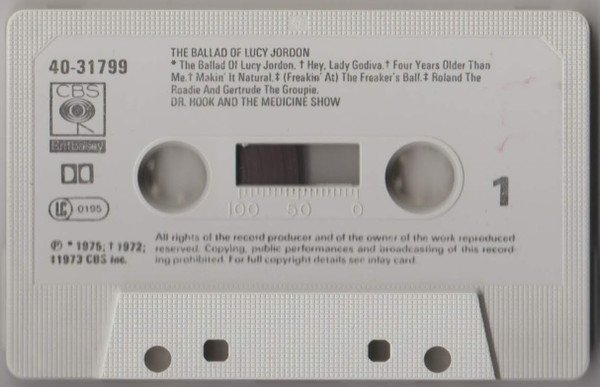 THE BALLAD OF LUCY JORDON
40-31799
* The Ballad Of Lucy Jordon. † Hey, Lady Godiva.† Four Years Older Than
Me.† Makin' It Natural.‡ (Freakin' At) The Freaker's Ball.‡ Roland The
Roadie And Gertrude The Groupie.
DR. HOOK AND THE MEDICINE SHOW
CBS
Embassy
LC 0195
100 50 0
1
℗ * 1975; † 1972;
‡1973 CBS Inc.
All rights of the record producer and of the owner of the work reproduced
reserved. Copying, public performances and broadcasting of this record-
ing prohibited. For full copyright details see inlay card.